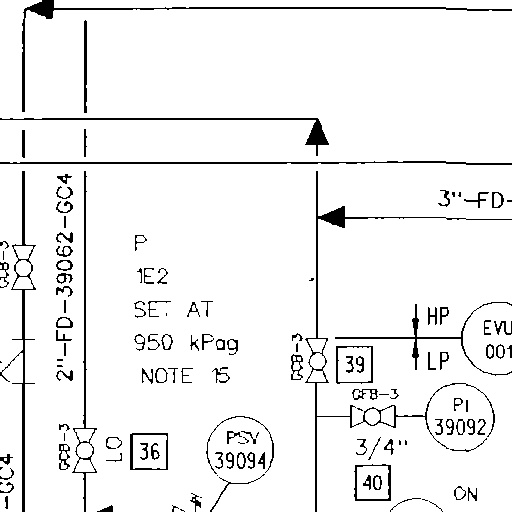 3"-FD-
2"-FD-39062-GC4
GCB-3
P
1E2
SET AT
950 kPag
NOTE 15
HP
LP
EVU
001
GCB-3
39
GFB-3
PI
39092
3/4"
40
ON
GCB-3
LO
36
PSV
39094
-GC4